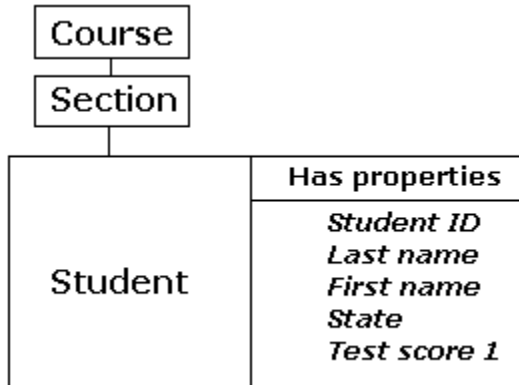 Course
Section
Has properties
Student ID
Last name
Student
First name
State
Test score 1